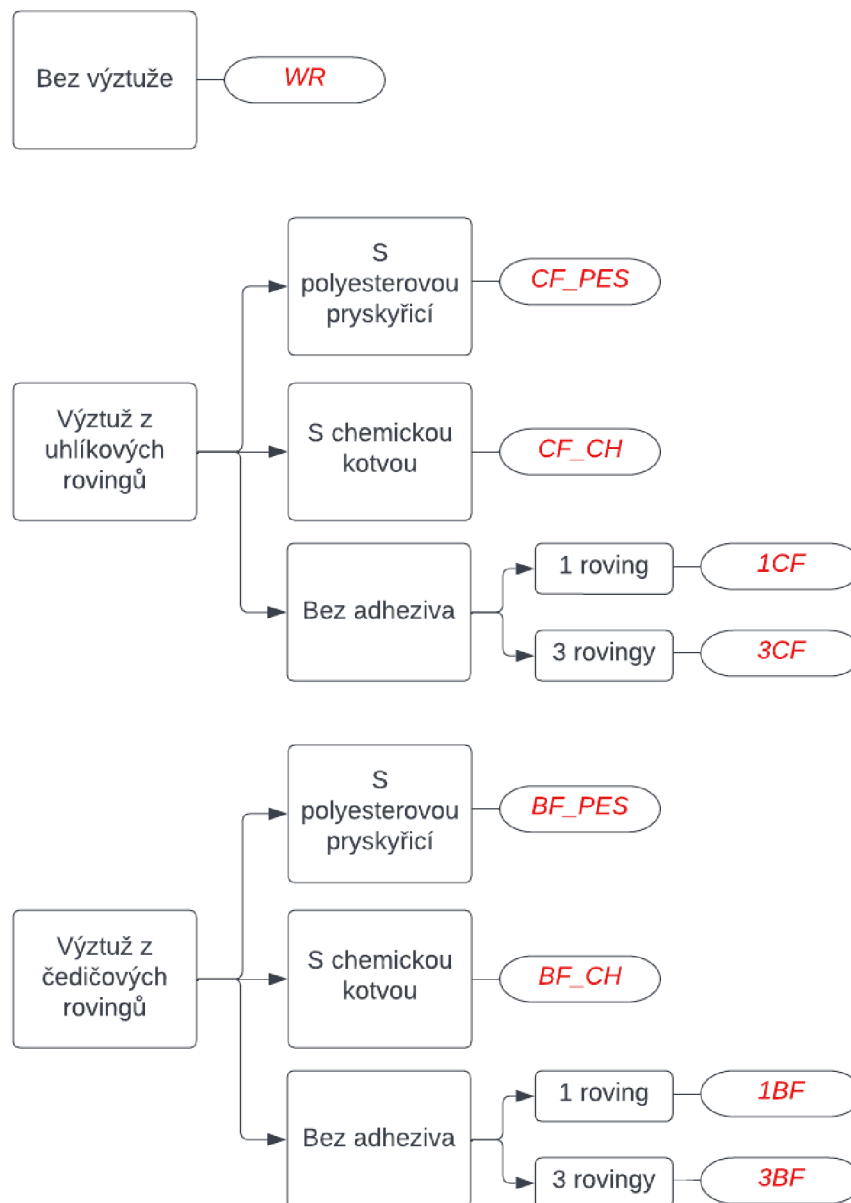 Bez výztuže
WR
S
polyesterovou
pryskyřicí
CF_PES
Výztuž z
uhlíkových
rovingů
S chemickou
kotvou
CF_CH
Bez adheziva
1 roving
1CF
3 rovingy
3CF
S
polyesterovou
pryskyřicí
BF_PES
Výztuž z
čedičových
rovingů
S chemickou
kotvou
BF_CH
Bez adheziva
1 roving
1BF
3 rovingy
3BF